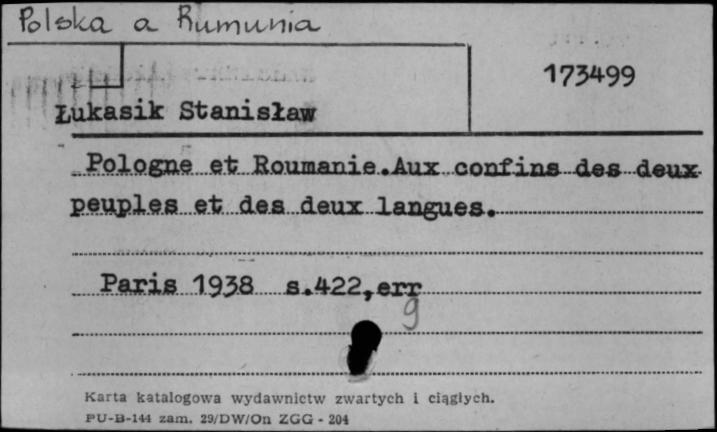 Polska a Rumunia
173499
Łukasik Stanisław
Pologne et Roumanie.Aux confins des deux
peuples et des deux langues.
Paris 1938 s.422,err
g
Karta katalogowa wydawnictw zwartych i ciągłych.
PU-B-144 zam. 29/DW/On ZGG - 204